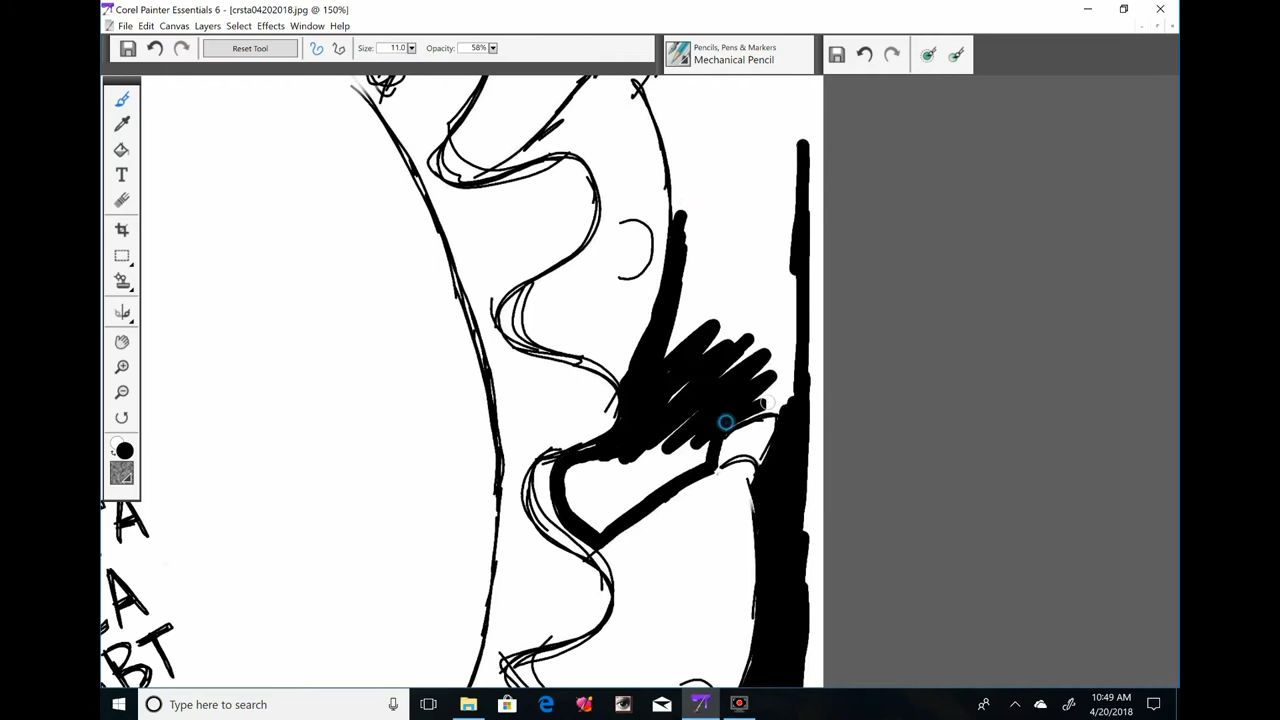 Corel Painter Essentials 6 - [crsta04202018.jpg @ 150%]
File Edit Canvas Layers Select Effects Window Help
Reset Tool Size: 11.0 Opacity: 58%
Pencils, Pens & Markers
Mechanical Pencil
T
A
A
BT
Type here to search
10:49 AM
4/20/2018